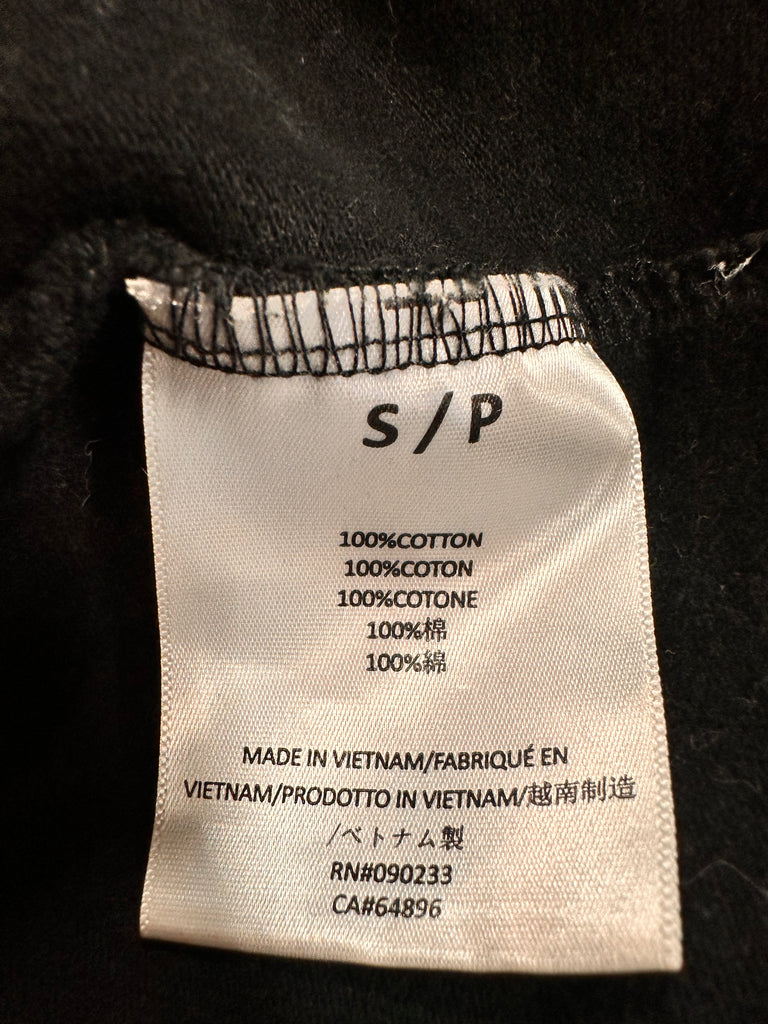 S / P
100%COTTON
100%COTON
100%COTONE
100%棉
100%綿
MADE IN VIETNAM/FABRIQUÉ EN
VIETNAM/PRODOTTO IN VIETNAM/越南制造
/ベトナム製
RN#090233
CA#64896